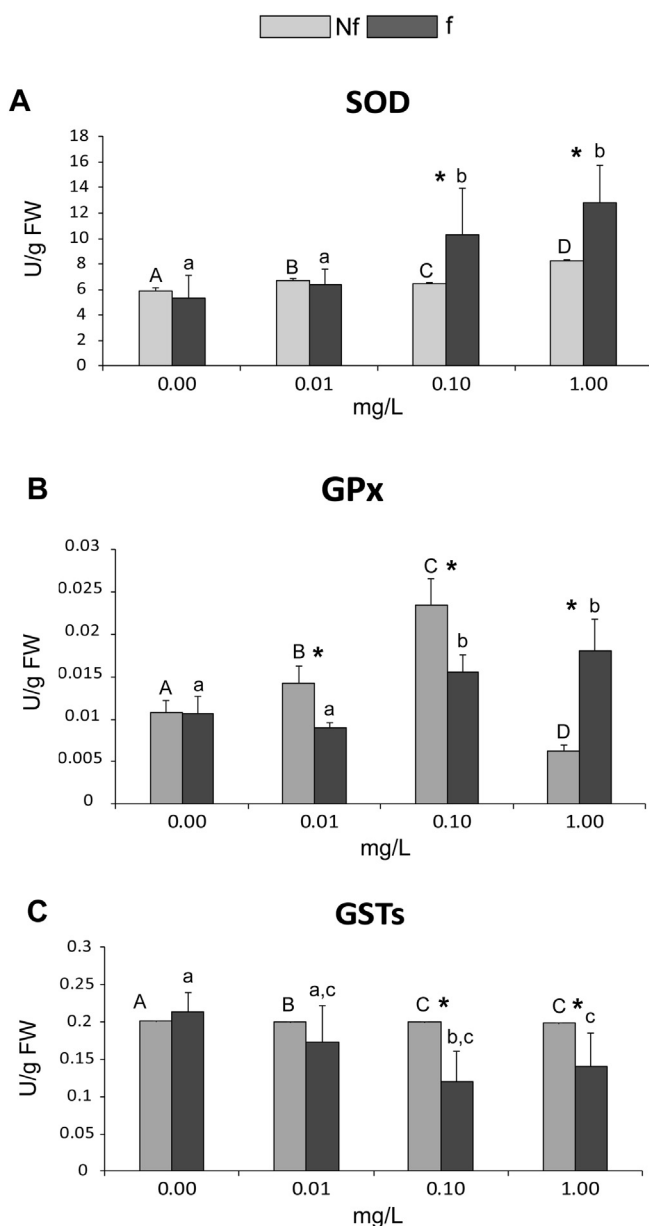 Nf f
A SOD
18
16
14
12
10
8
6
4
2
0
U/g FW
A a B a C * b D * b
0.00 0.01 0.10 1.00
mg/L
B GPx
0.03
0.025
0.02
0.015
0.01
0.005
0
U/g FW
A a B * a C * b D * b
0.00 0.01 0.10 1.00
mg/L
C GSTs
0.3
0.25
0.2
0.15
0.1
0.05
0
U/g FW
A a B a,c C * b,c C * c
0.00 0.01 0.10 1.00
mg/L